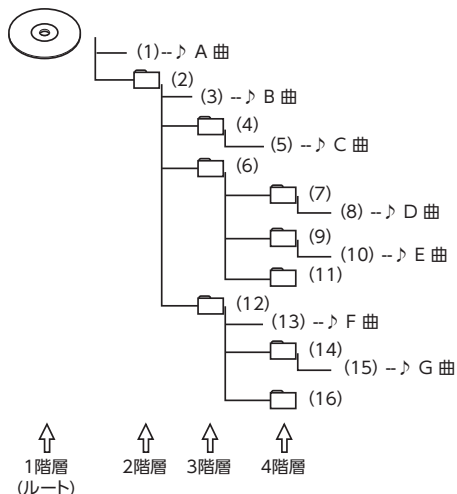 (1)--♪ A 曲
(2)
(3) --♪ B 曲
(4)
(5) --♪ C 曲
(6)
(7)
(8) --♪ D 曲
(9)
(10) --♪ E 曲
(11)
(12)
(13) --♪ F 曲
(14)
(15) --♪ G 曲
(16)
1階層 2階層 3階層 4階層
(ルート)